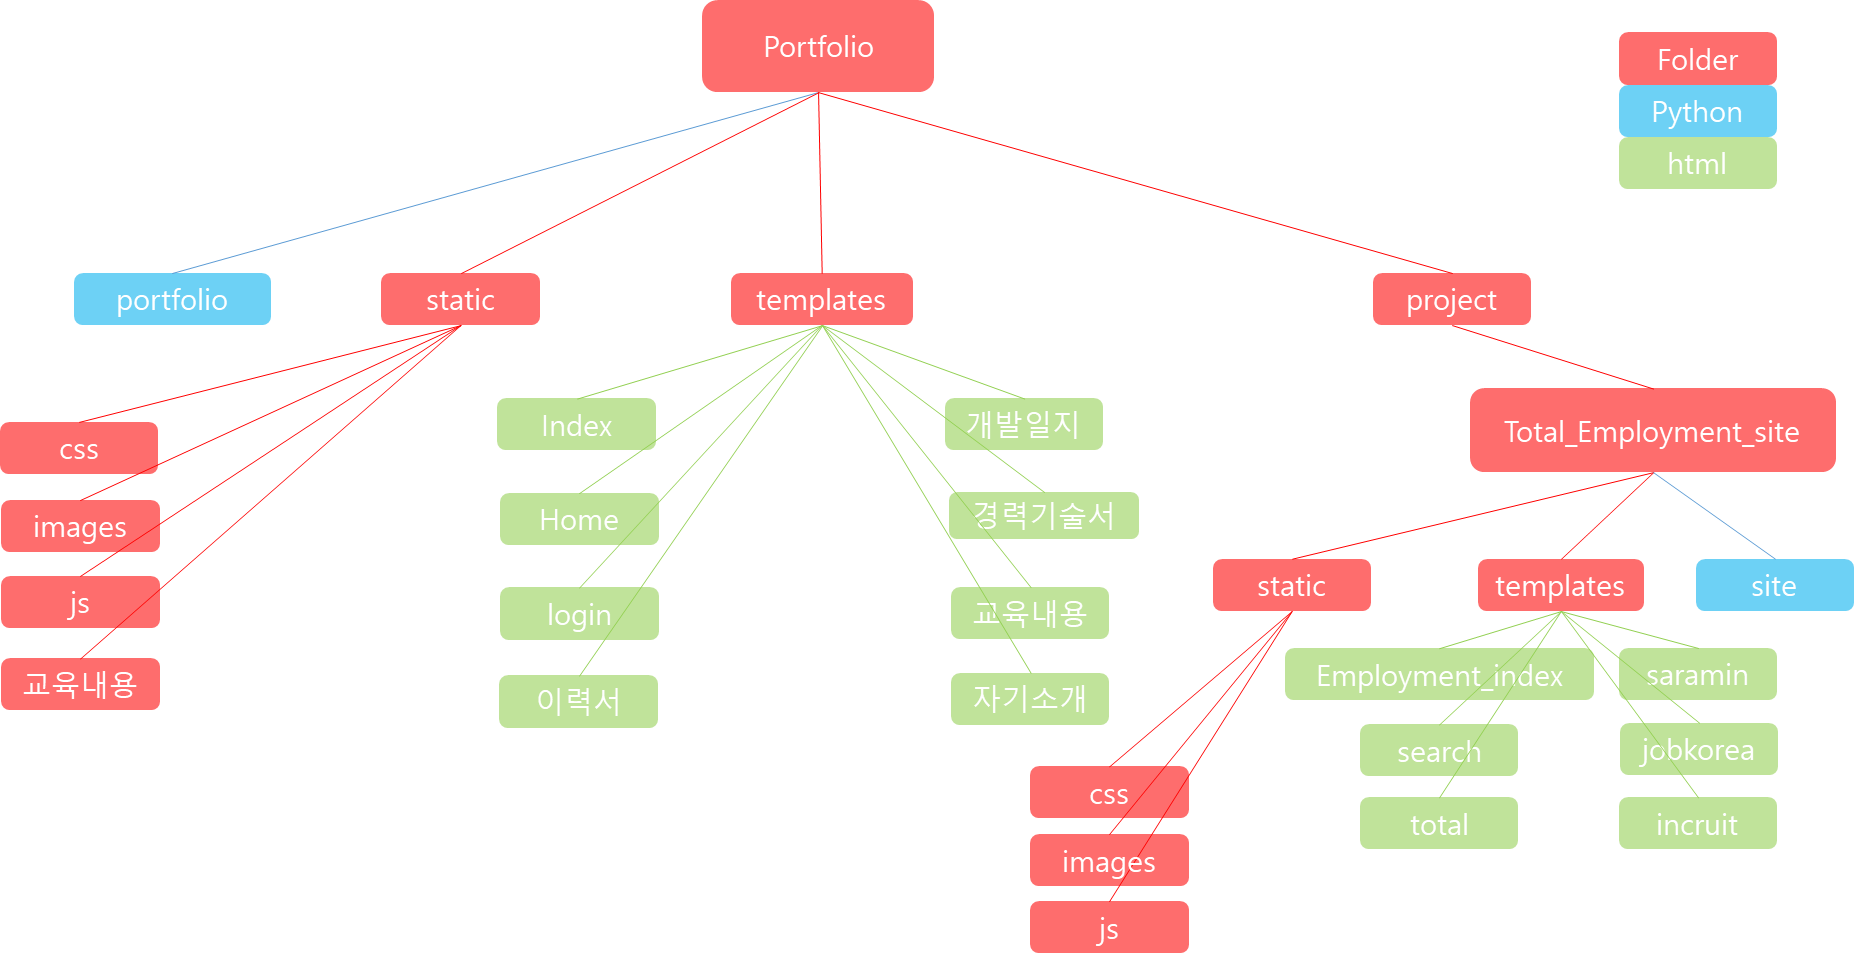 Portfolio
Folder
Python
html
portfolio
static
templates
project
css
images
js
교육내용
Index
Home
login
이력서
개발일지
경력기술서
교육내용
자기소개
Total_Employment_site
static
templates
site
css
images
js
Employment_index
search
total
saramin
jobkorea
incruit